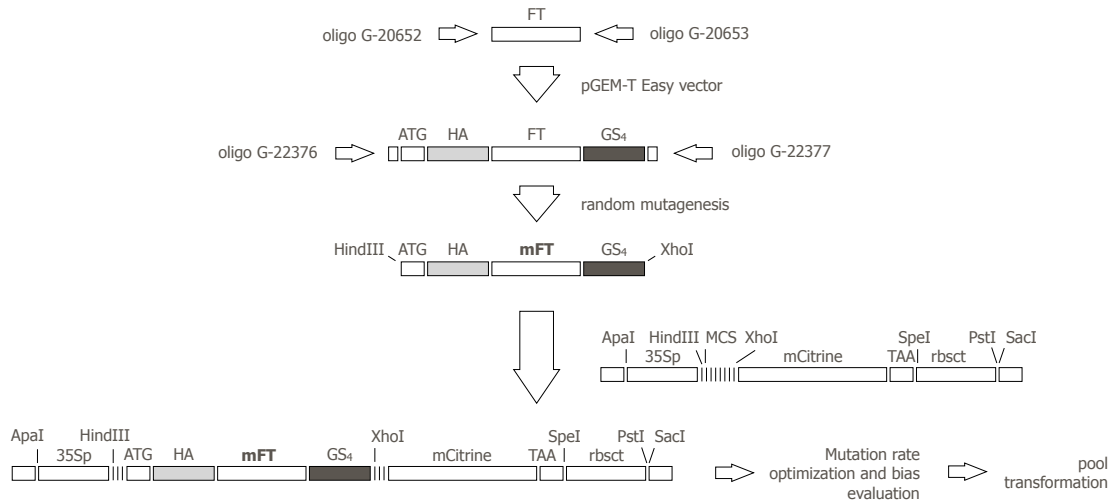 FT
oligo G-20652
oligo G-20653
pGEM-T Easy vector
ATG HA FT GS4
oligo G-22376
oligo G-22377
random mutagenesis
HindIII ATG HA mFT GS4 XhoI
ApaI HindIII MCS XhoI SpeI PstI SacI
35Sp mCitrine TAA rbsct
ApaI HindIII XhoI SpeI PstI SacI
35Sp ATG HA mFT GS4 mCitrine TAA rbsct
Mutation rate
optimization and bias
evaluation
pool
transformation